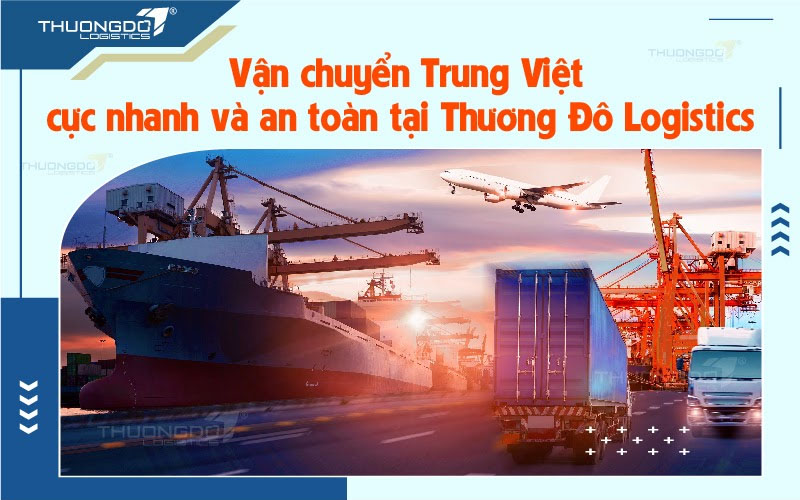 THUONGDO
LOGISTICS
®
Vận chuyển Trung Việt
cực nhanh và an toàn tại Thương Đô Logistics
THUONGDO
LOGISTICS
THUONGDO
LOGISTICS
®
THUONGDO
LOGISTICS